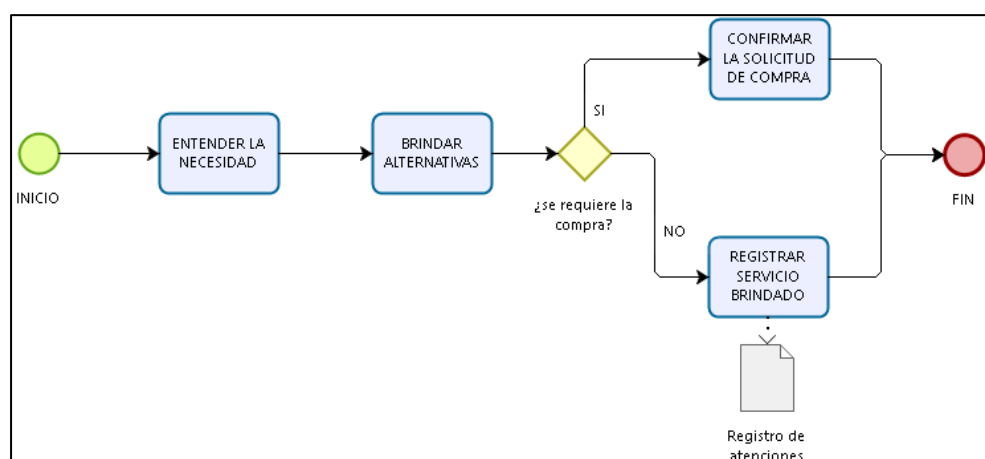 INICIO
ENTENDER LA
NECESIDAD
BRINDAR
ALTERNATIVAS
¿se requiere la
compra?
SI
CONFIRMAR
LA SOLICITUD
DE COMPRA
NO
REGISTRAR
SERVICIO
BRINDADO
Registro de
atenciones
FIN